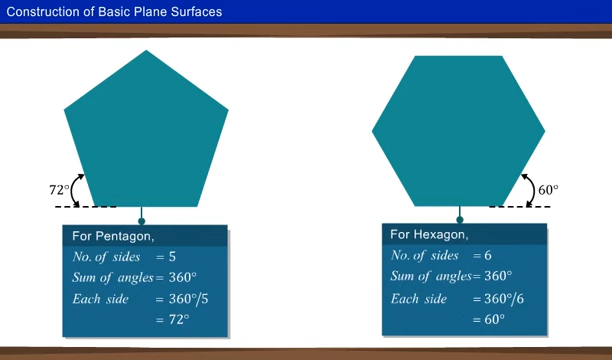 Construction of Basic Plane Surfaces
72°
60°
For Pentagon,
No. of sides = 5
Sum of angles = 360°
Each side = 360°/5
= 72°
For Hexagon,
No. of sides = 6
Sum of angles = 360°
Each side = 360°/6
= 60°